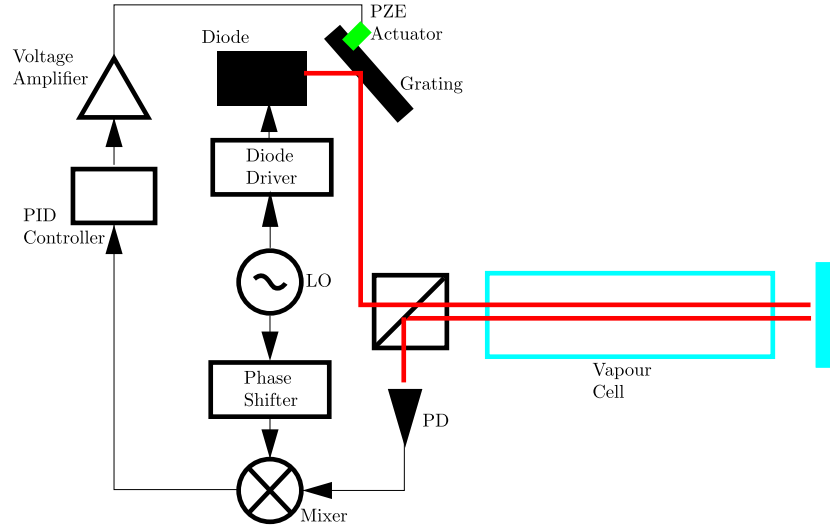 PZE
Actuator
Diode
Voltage
Amplifier
Grating
Diode
Driver
PID
Controller
LO
Vapour
Cell
Phase
Shifter
PD
Mixer